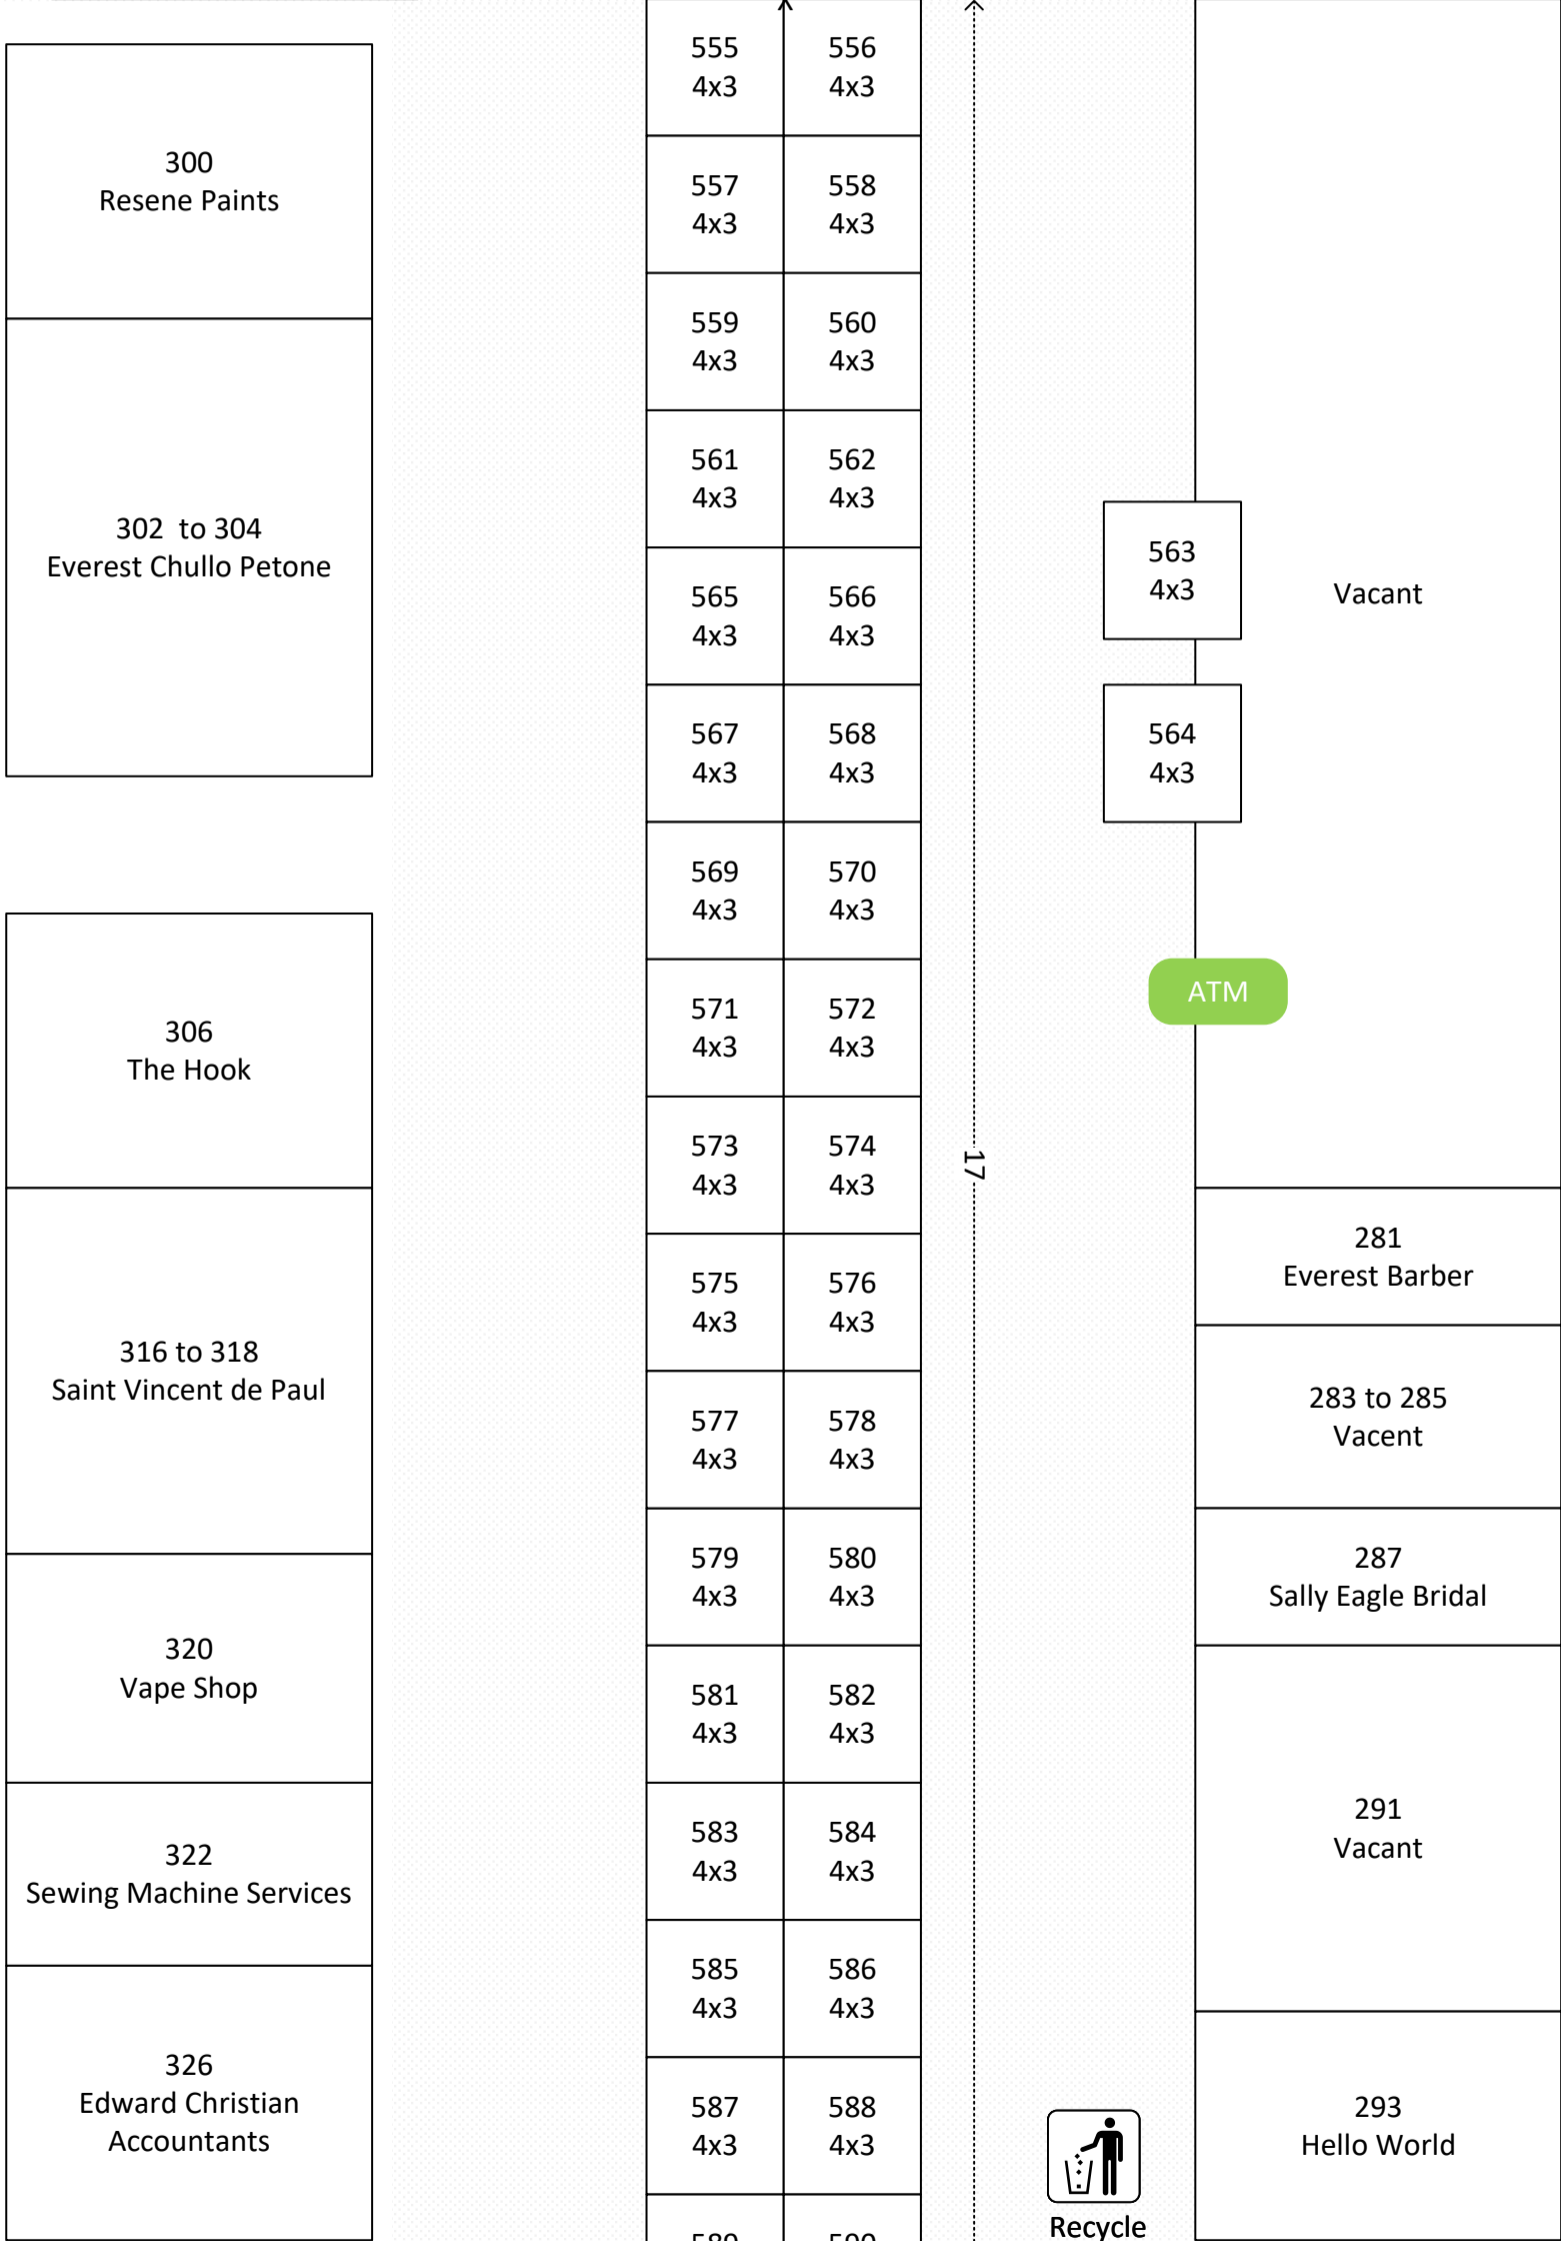 300
Resene Paints
302 to 304
Everest Chullo Petone
306
The Hook
316 to 318
Saint Vincent de Paul
320
Vape Shop
322
Sewing Machine Services
326
Edward Christian
Accountants
555
4x3
556
4x3
557
4x3
558
4x3
559
4x3
560
4x3
561
4x3
562
4x3
565
4x3
566
4x3
567
4x3
568
4x3
569
4x3
570
4x3
571
4x3
572
4x3
573
4x3
574
4x3
575
4x3
576
4x3
577
4x3
578
4x3
579
4x3
580
4x3
581
4x3
582
4x3
583
4x3
584
4x3
585
4x3
586
4x3
587
4x3
588
4x3
17
563
4x3
564
4x3
Vacant
ATM
281
Everest Barber
283 to 285
Vacent
287
Sally Eagle Bridal
291
Vacant
293
Hello World
Recycle